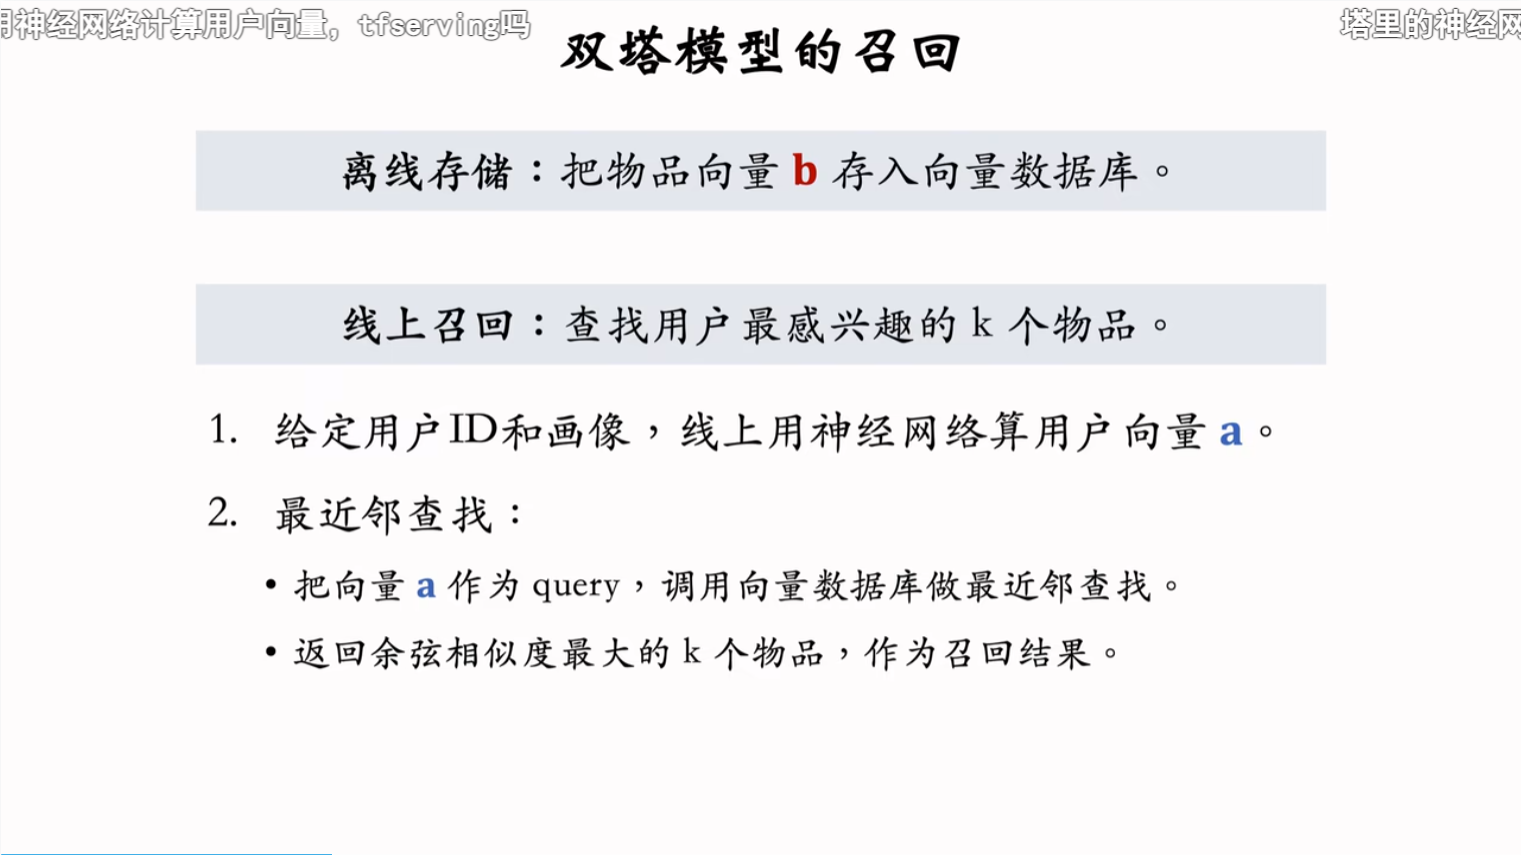 用神经网络计算用户向量，tfserving吗
塔里的神经网
双塔模型的召回
离线存储：把物品向量 b 存入向量数据库。
线上召回：查找用户最感兴趣的 k 个物品。
1. 给定用户ID和画像，线上用神经网络算用户向量 a。
2. 最近邻查找：
• 把向量 a 作为 query，调用向量数据库做最近邻查找。
• 返回余弦相似度最大的 k 个物品，作为召回结果。